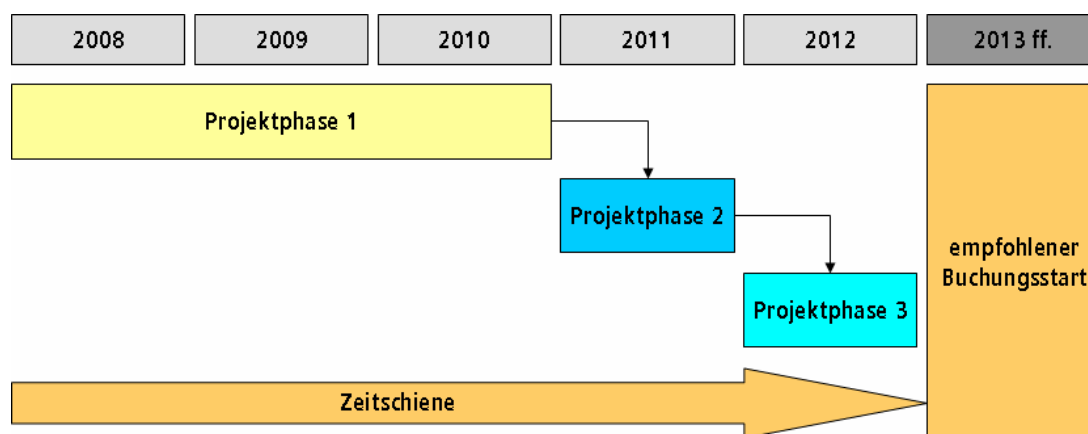 2008
2009
2010
2011
2012
2013 ff.
Projektphase 1
Projektphase 2
Projektphase 3
empfohlener
Buchungsstart
Zeitschiene